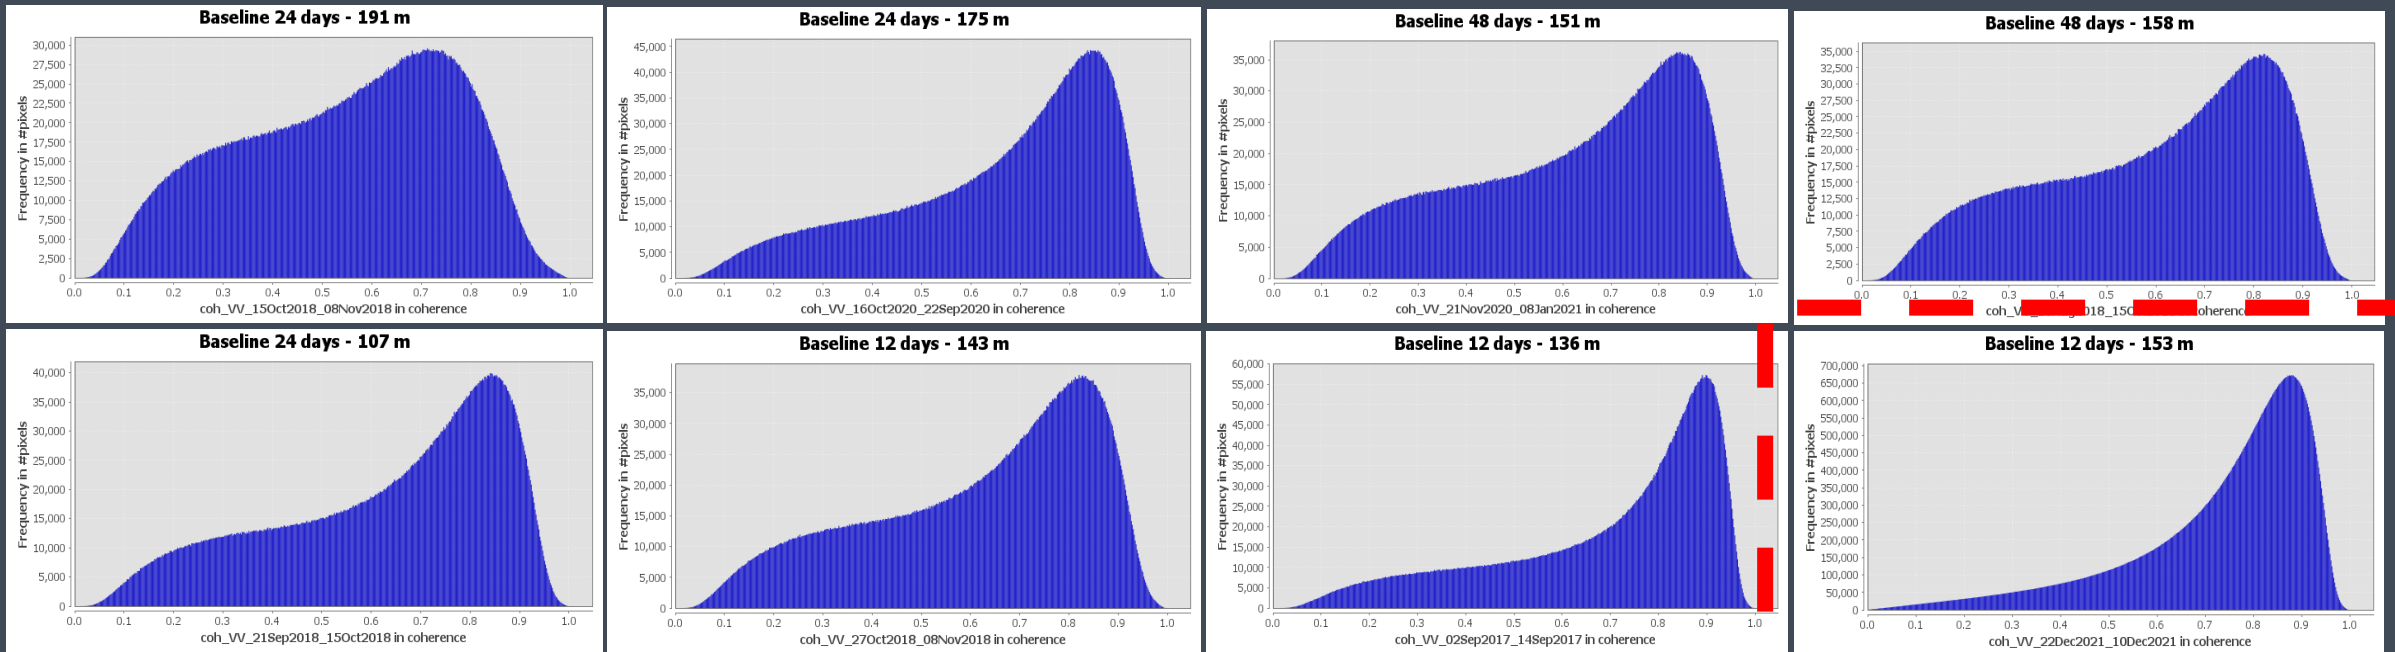 Baseline 24 days - 191 m
Frequency in #pixels
30,000
27,500
25,000
22,500
20,000
17,500
15,000
12,500
10,000
7,500
5,000
2,500
0
0.0 0.1 0.2 0.3 0.4 0.5 0.6 0.7 0.8 0.9 1.0
coh_VV_15Oct2018_08Nov2018 in coherence
Baseline 24 days - 175 m
Frequency in #pixels
45,000
40,000
35,000
30,000
25,000
20,000
15,000
10,000
5,000
0
0.0 0.1 0.2 0.3 0.4 0.5 0.6 0.7 0.8 0.9 1.0
coh_VV_16Oct2020_22Sep2020 in coherence
Baseline 48 days - 151 m
Frequency in #pixels
35,000
30,000
25,000
20,000
15,000
10,000
5,000
0
0.0 0.1 0.2 0.3 0.4 0.5 0.6 0.7 0.8 0.9 1.0
coh_VV_21Nov2020_08Jan2021 in coherence
Baseline 48 days - 158 m
Frequency in #pixels
35,000
32,500
30,000
27,500
25,000
22,500
20,000
17,500
15,000
12,500
10,000
7,500
5,000
2,500
0
0.0 0.1 0.2 0.3 0.4 0.5 0.6 0.7 0.8 0.9 1.0
Baseline 24 days - 107 m
Frequency in #pixels
40,000
35,000
30,000
25,000
20,000
15,000
10,000
5,000
0
0.0 0.1 0.2 0.3 0.4 0.5 0.6 0.7 0.8 0.9 1.0
coh_VV_21Sep2018_15Oct2018 in coherence
Baseline 12 days - 143 m
Frequency in #pixels
35,000
30,000
25,000
20,000
15,000
10,000
5,000
0
0.0 0.1 0.2 0.3 0.4 0.5 0.6 0.7 0.8 0.9 1.0
coh_VV_27Oct2018_08Nov2018 in coherence
Baseline 12 days - 136 m
Frequency in #pixels
60,000
55,000
50,000
45,000
40,000
35,000
30,000
25,000
20,000
15,000
10,000
5,000
0
0.0 0.1 0.2 0.3 0.4 0.5 0.6 0.7 0.8 0.9 1.0
coh_VV_02Sep2017_14Sep2017 in coherence
Baseline 12 days - 153 m
Frequency in #pixels
700,000
650,000
600,000
550,000
500,000
450,000
400,000
350,000
300,000
250,000
200,000
150,000
100,000
50,000
0
0.0 0.1 0.2 0.3 0.4 0.5 0.6 0.7 0.8 0.9 1.0
coh_VV_22Dec2021_10Dec2021 in coherence